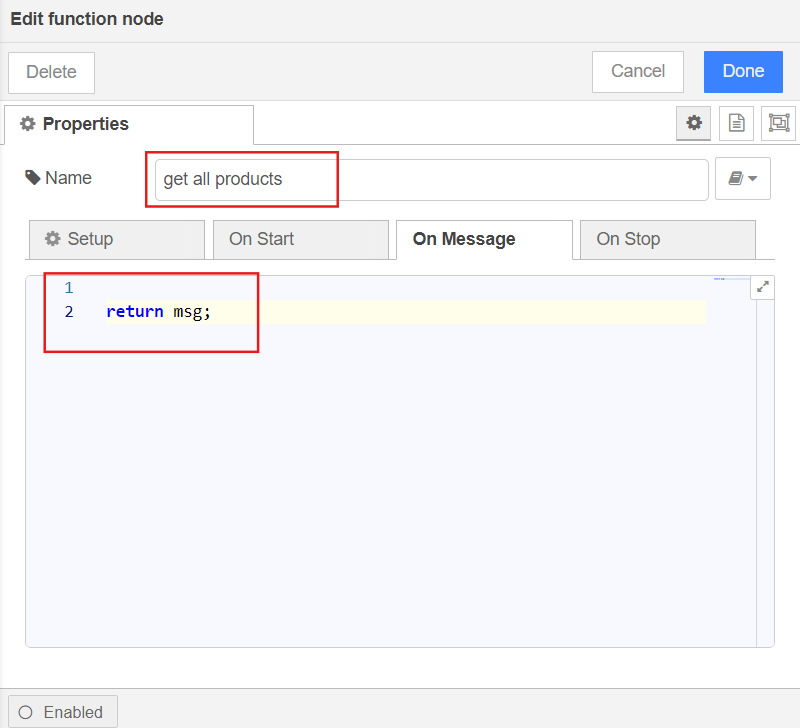 Edit function node
Delete
Cancel
Done
Properties
Name
get all products
Setup
On Start
On Message
On Stop
1
2 return msg;
Enabled